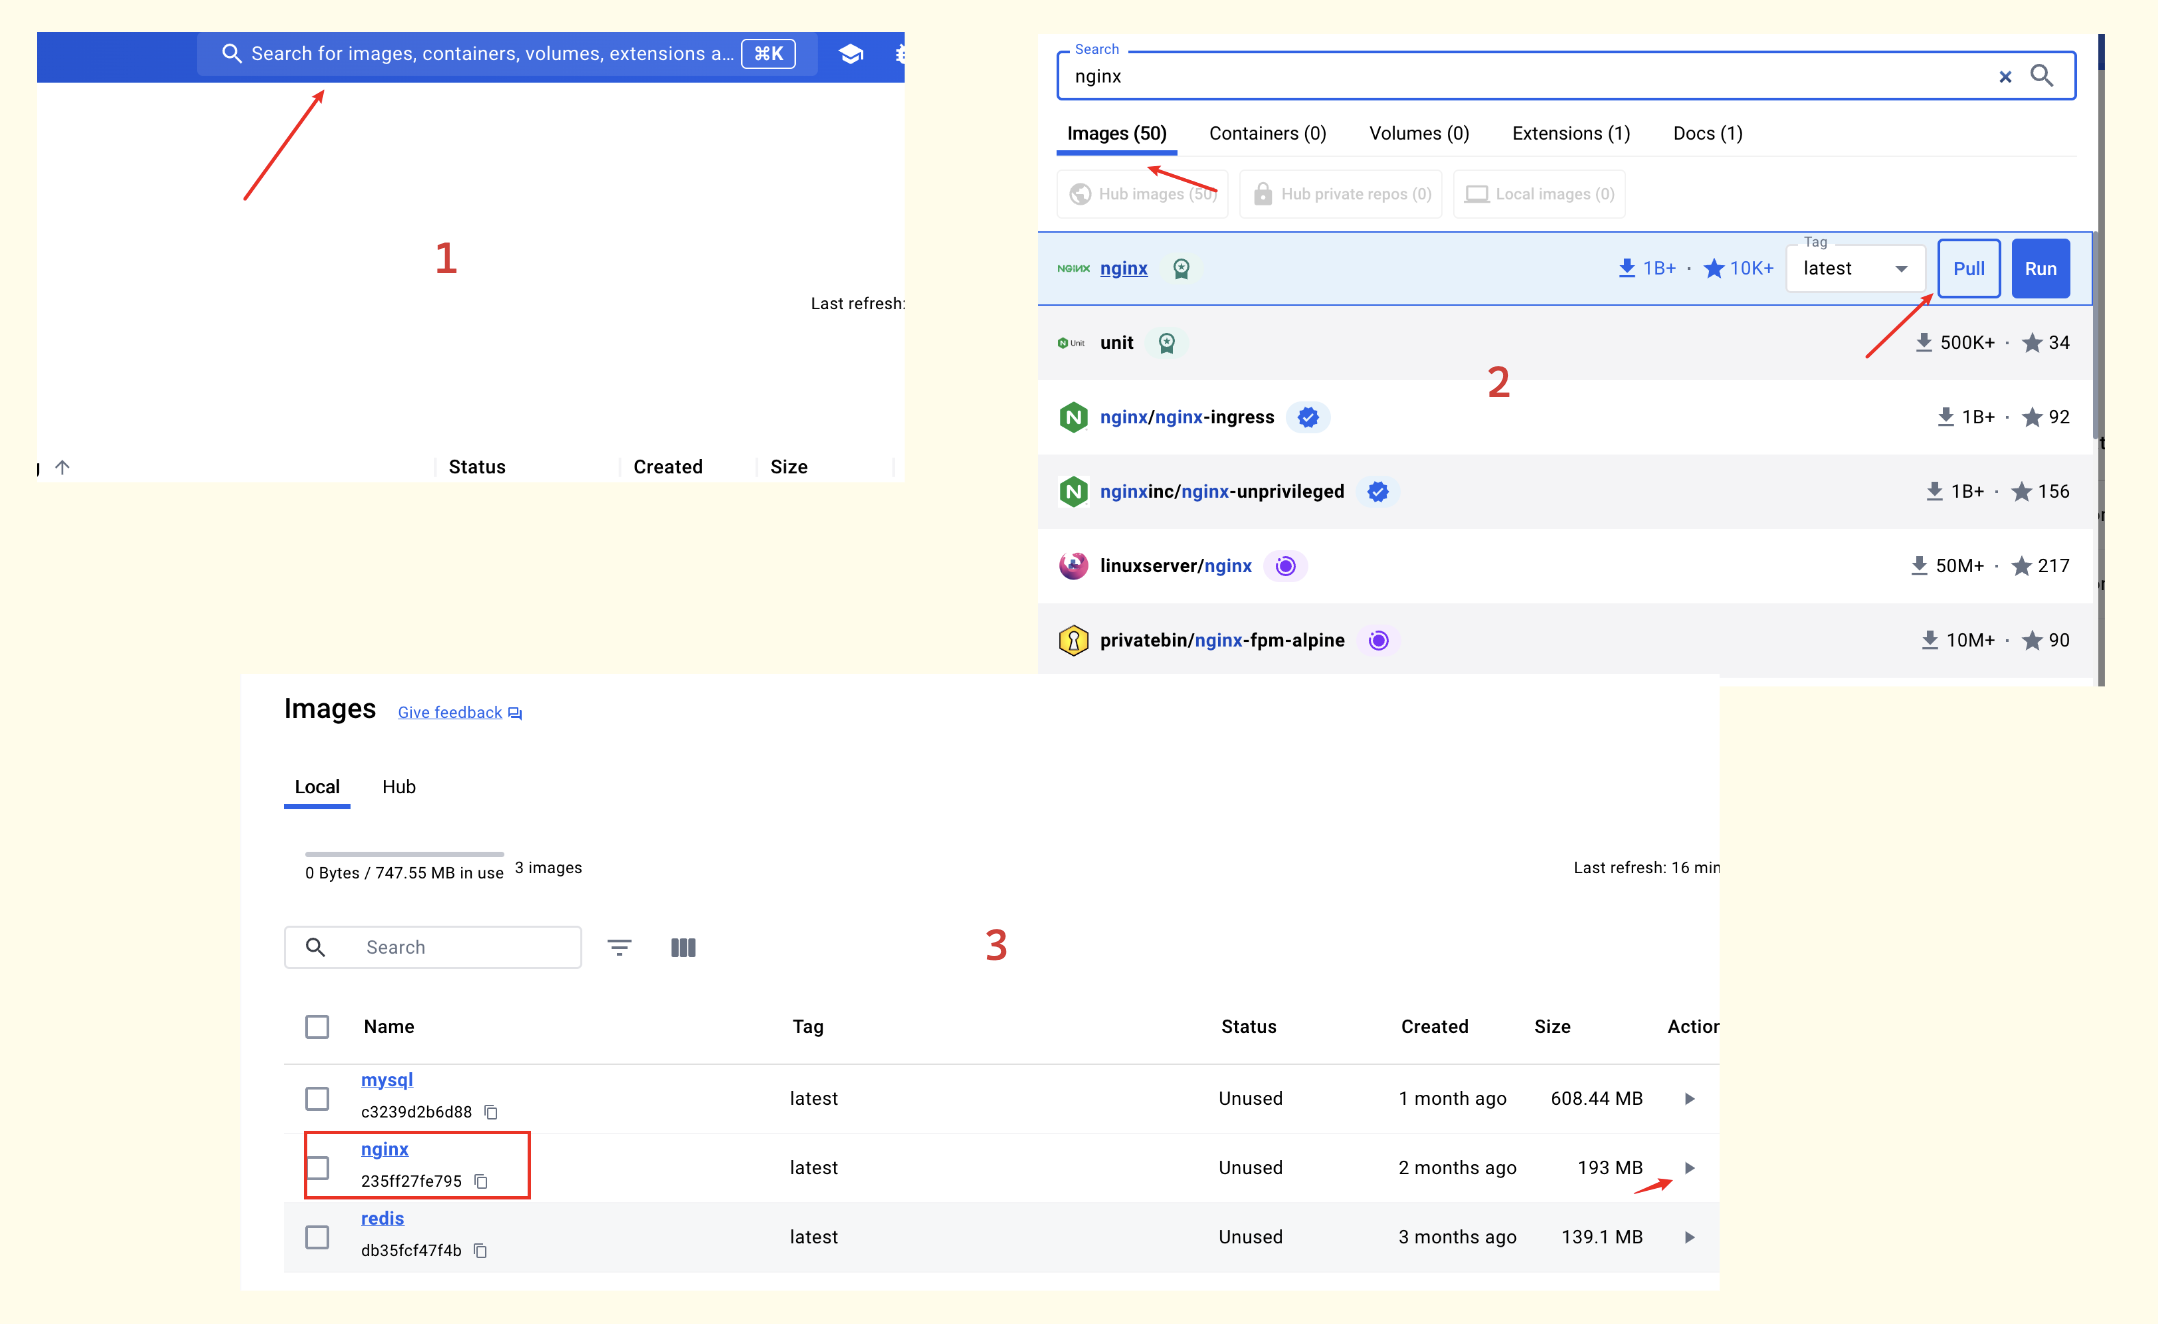 Search for images, containers, volumes, extensions a... ⌘K
1
Last refresh:
Status Created Size
Search
nginx
Images (50) Containers (0) Volumes (0) Extensions (1) Docs (1)
Hub images (50) Hub private repos (0) Local images (0)
NGINX nginx 1B+ · 10K+ Tag latest Pull Run
N Unit unit 500K+ · 34
2
N nginx/nginx-ingress 1B+ · 92
N nginxinc/nginx-unprivileged 1B+ · 156
linuxserver/nginx 50M+ · 217
privatebin/nginx-fpm-alpine 10M+ · 90
Images Give feedback
Local Hub
0 Bytes / 747.55 MB in use 3 images Last refresh: 16 min
Search
3
Name Tag Status Created Size Action
mysql
c3239d2b6d88 latest Unused 1 month ago 608.44 MB
nginx
235ff27fe795 latest Unused 2 months ago 193 MB
redis
db35fcf47f4b latest Unused 3 months ago 139.1 MB